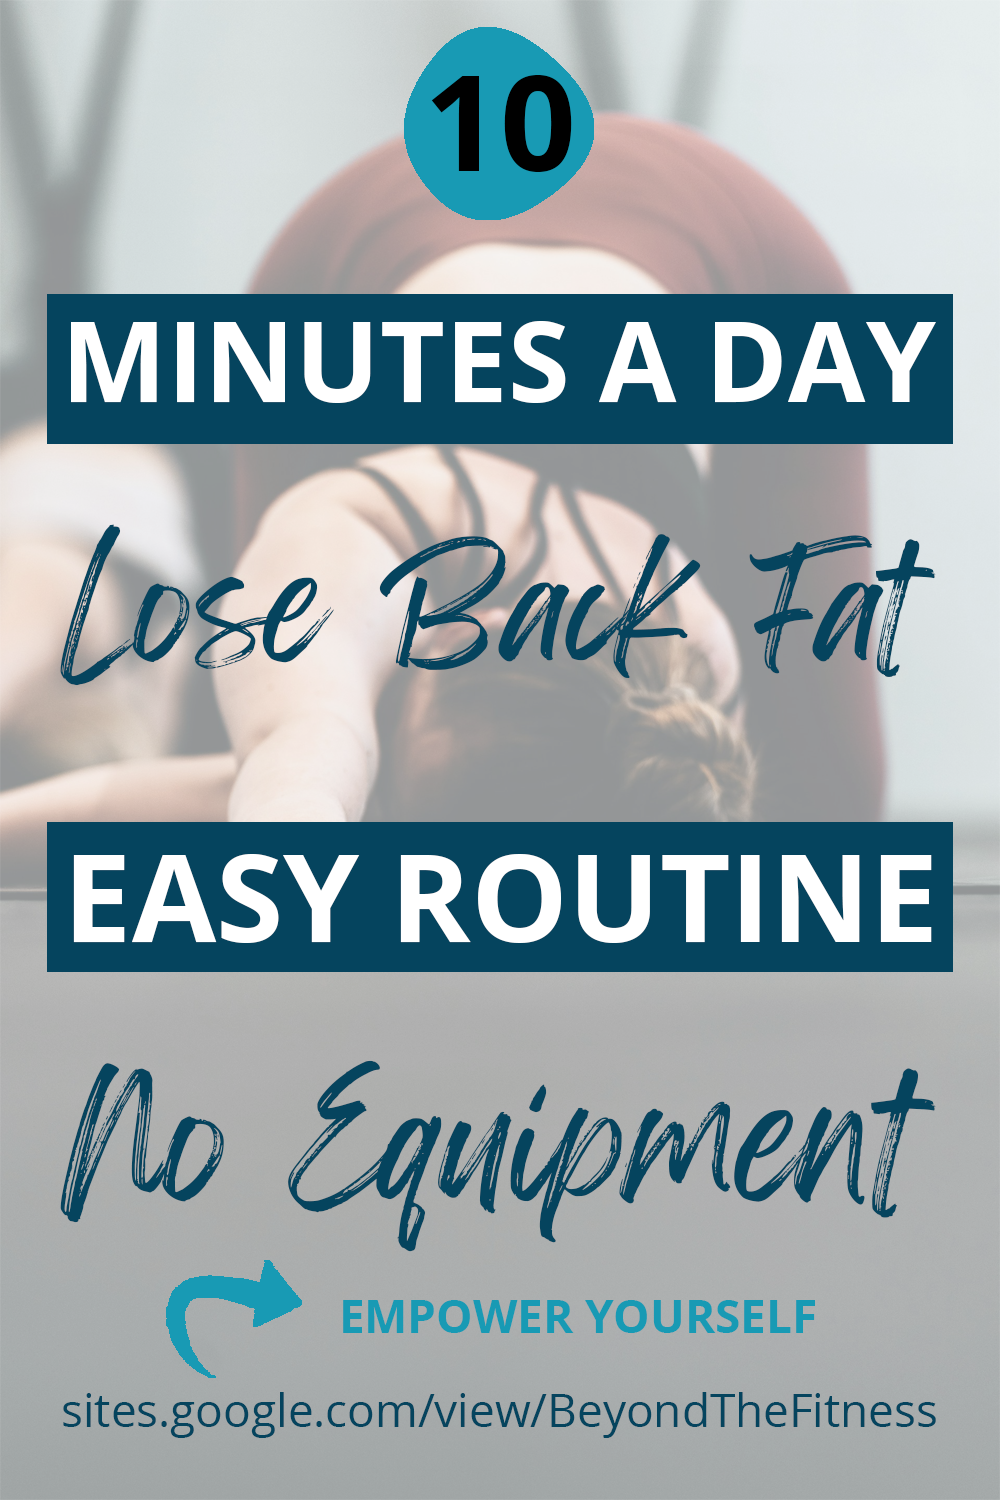 10
MINUTES A DAY
Lose Back Fat
EASY ROUTINE
No Equipment
EMPOWER YOURSELF
sites.google.com/view/BeyondTheFitness